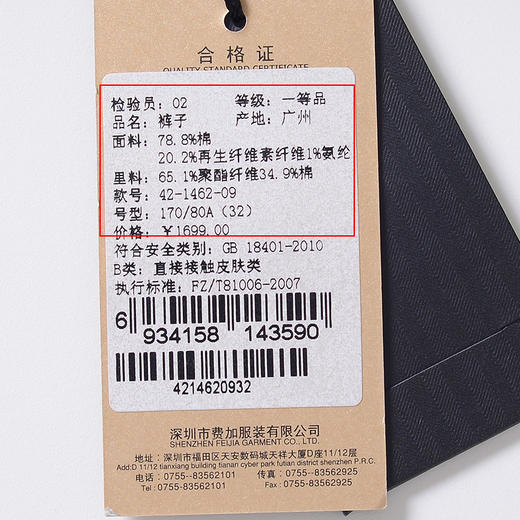 合格证
QUALITY STANDARD CERTIFICATE
检验员: 02 等级: 一等品
品名: 裤子 产地: 广州
面料: 78.8%棉
20.2%再生纤维素纤维1%氨纶
里料: 65.1%聚酯纤维34.9%棉
款号: 42-1462-09
号型: 170/80A (32)
价格: ¥1699.00
符合安全类别: GB 18401-2010
B类: 直接接触皮肤类
执行标准: FZ/T81006-2007
6 934158 143590
4214620932
深圳市费加服装有限公司
SHENZHEN FEIJIA GARMENT CO., LTD.
地址: 深圳市福田区天安数码城天祥大厦D座11/12层
Add:D 11/12 tianxiang building tianan cyber park futian district shenzhen P.R.C.
电话: 0755-83562101 传真: 0755-83562925
Tel: 0755-83562101 Fax: 0755-83562925